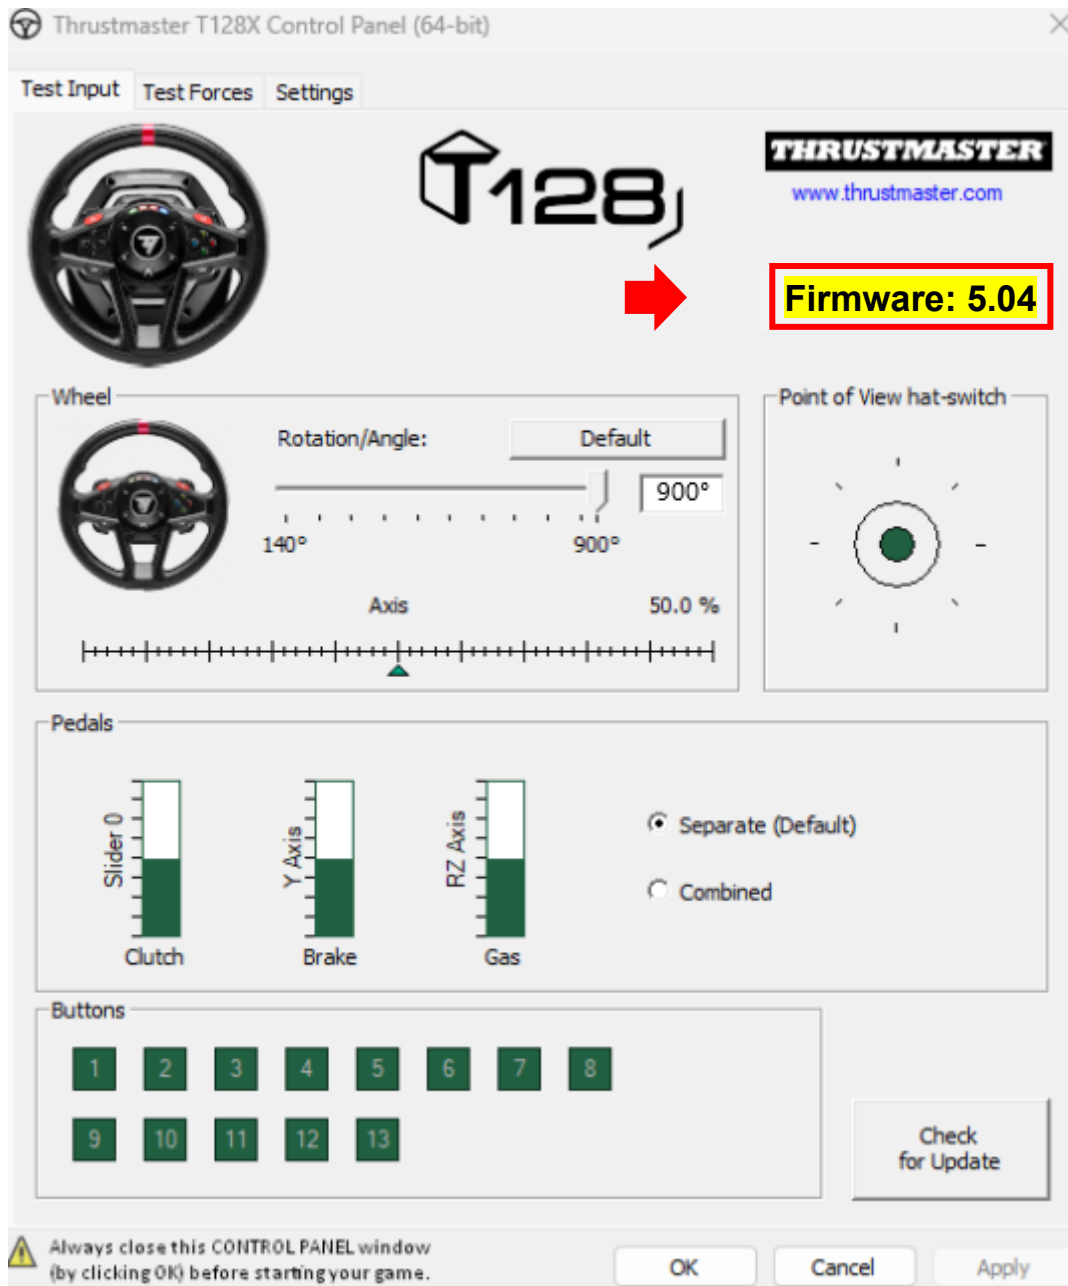 Thrustmaster T128X Control Panel (64-bit)
Test Input Test Forces Settings
T128
THRUSTMASTER
www.thrustmaster.com
Firmware: 5.04
Wheel
Rotation/Angle:
Default
900°
140°
900°
Axis
50.0 %
Point of View hat-switch
Pedals
Slider 0
Clutch
Y Axis
Brake
RZ Axis
Gas
Separate (Default)
Combined
Buttons
1 2 3 4 5 6 7 8
9 10 11 12 13
Check
for Update
Always close this CONTROL PANEL window
(by clicking OK) before starting your game.
OK
Cancel
Apply